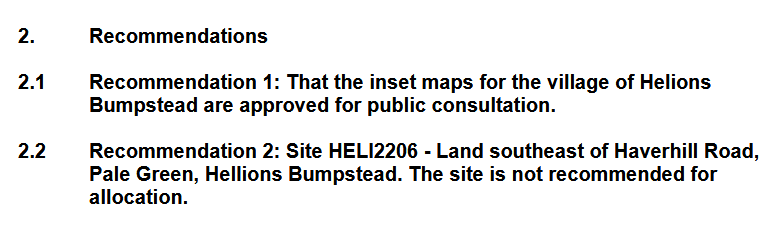 2. Recommendations
2.1 Recommendation 1: That the inset maps for the village of Helions
Bumpstead are approved for public consultation.
2.2 Recommendation 2: Site HELI2206 - Land southeast of Haverhill Road,
Pale Green, Hellions Bumpstead. The site is not recommended for
allocation.